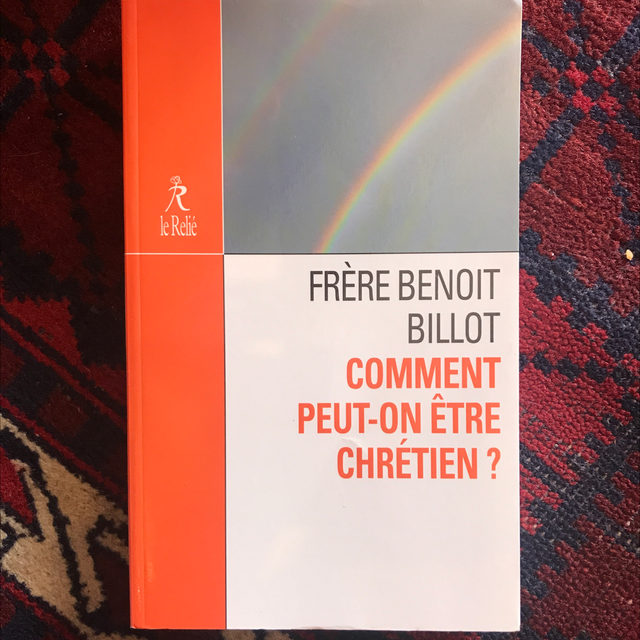 le Relié
FRÈRE BENOIT
BILLOT
COMMENT
PEUT-ON ÊTRE
CHRÉTIEN ?